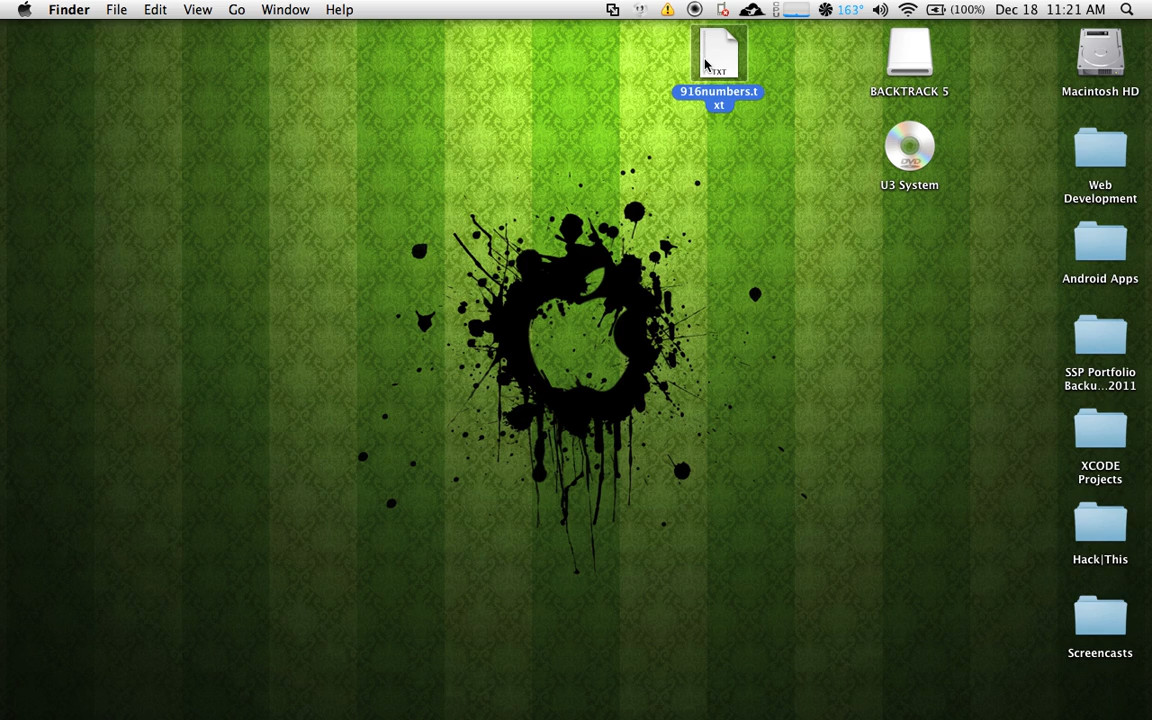 Finder File Edit View Go Window Help 163° (100%) Dec 18 11:21 AM
TXT
916numbers.t
xt
BACKTRACK 5
Macintosh HD
DVD
U3 System
Web
Development
Android Apps
SSP Portfolio
Backu...2011
XCODE
Projects
Hack|This
Screencasts